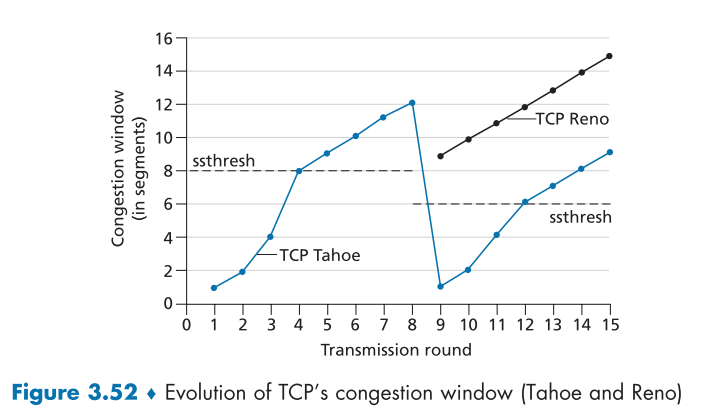 16
14
12
10
8
6
4
2
0
Congestion window
(in segments)
ssthresh
TCP Reno
ssthresh
TCP Tahoe
0 1 2 3 4 5 6 7 8 9 10 11 12 13 14 15
Transmission round
Figure 3.52 ♦ Evolution of TCP's congestion window (Tahoe and Reno)